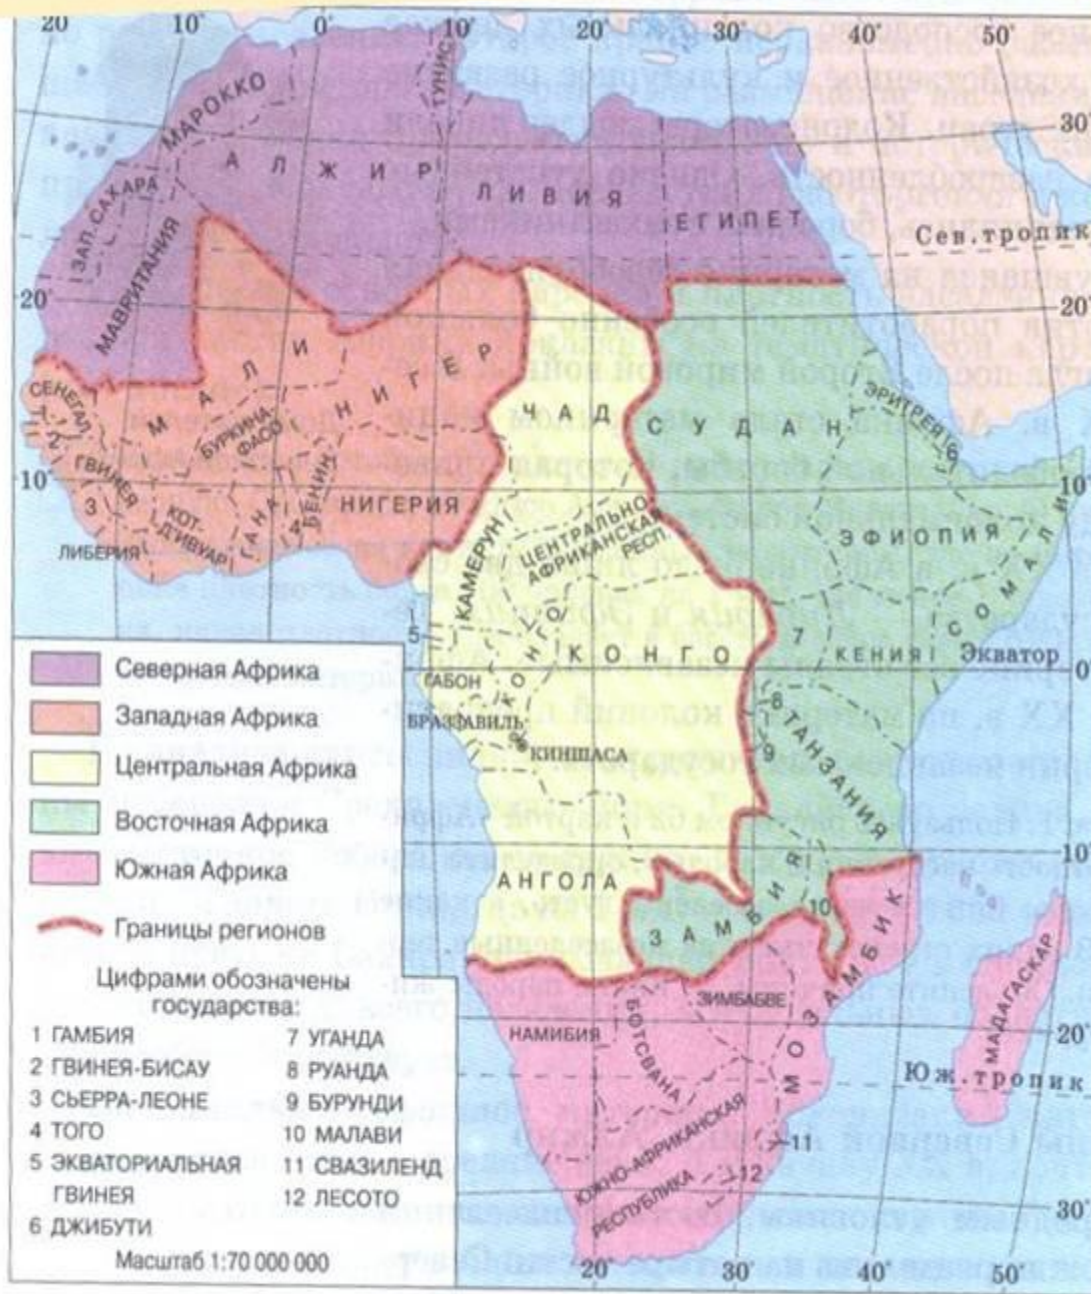 20° 10° 0° 10° 20° 30° 40° 50°
МАРОККО
ТУНИС
30°
АЛЖИР
ЛИВИЯ
ЕГИПЕТ
ЗАП. САХАРА
Сев. тропик
МАВРИТАНИЯ
20°
20°
МАЛИ
НИГЕР
ЧАД
СУДАН
ЭРИТРЕЯ
6
СЕНЕГАЛ
1
2
БУРКИНА
ФАСО
ГВИНЕЯ
3
10°
10°
БЕНИН
НИГЕРИЯ
КОТ-
Д'ИВУАР
ГАНА
4
ЛИБЕРИЯ
КАМЕРУН
ЦЕНТРАЛЬНО
АФРИКАНСКАЯ
РЕСП.
ЭФИОПИЯ
СОМАЛИ
5
КОНГО
КОНГО
7
КЕНИЯ
Экватор
0°
ГАБОН
8
БРАЗЗАВИЛЬ
КИНШАСА
9
ТАНЗАНИЯ
10°
АНГОЛА
ЗАМБИЯ
10
МОЗАМБИК
ЗИМБАБВЕ
НАМИБИЯ
БОТСВАНА
МАДАГАСКАР
20°
Юж. тропик
11
ЮЖНО-АФРИКАНСКАЯ
РЕСПУБЛИКА
12
30°
20° 30° 40° 50°
Северная Африка
Западная Африка
Центральная Африка
Восточная Африка
Южная Африка
Границы регионов
Цифрами обозначены
государства:
1 ГАМБИЯ
2 ГВИНЕЯ-БИСАУ
3 СЬЕРРА-ЛЕОНЕ
4 ТОГО
5 ЭКВАТОРИАЛЬНАЯ
ГВИНЕЯ
6 ДЖИБУТИ
7 УГАНДА
8 РУАНДА
9 БУРУНДИ
10 МАЛАВИ
11 СВАЗИЛЕНД
12 ЛЕСОТО
Масштаб 1:70 000 000